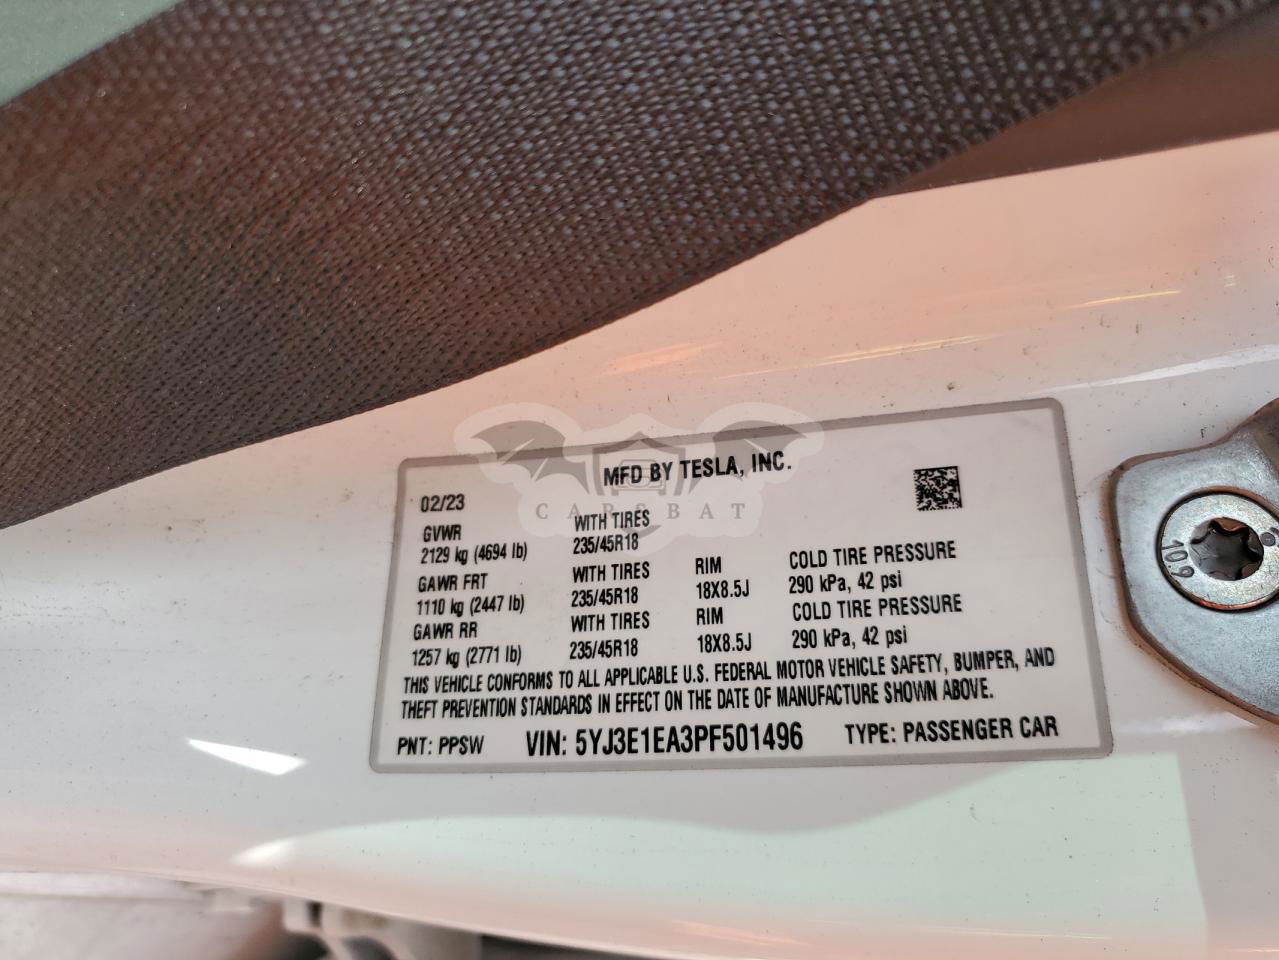 MFD BY TESLA, INC.
CARSBAT
02/23
GVWR WITH TIRES
2129 kg (4694 lb) 235/45R18
GAWR FRT WITH TIRES RIM COLD TIRE PRESSURE
1110 kg (2447 lb) 235/45R18 18X8.5J 290 kPa, 42 psi
GAWR RR WITH TIRES RIM COLD TIRE PRESSURE
1257 kg (2771 lb) 235/45R18 18X8.5J 290 kPa, 42 psi
THIS VEHICLE CONFORMS TO ALL APPLICABLE U.S. FEDERAL MOTOR VEHICLE SAFETY, BUMPER, AND
THEFT PREVENTION STANDARDS IN EFFECT ON THE DATE OF MANUFACTURE SHOWN ABOVE.
PNT: PPSW VIN: 5YJ3E1EA3PF501496 TYPE: PASSENGER CAR
10.9